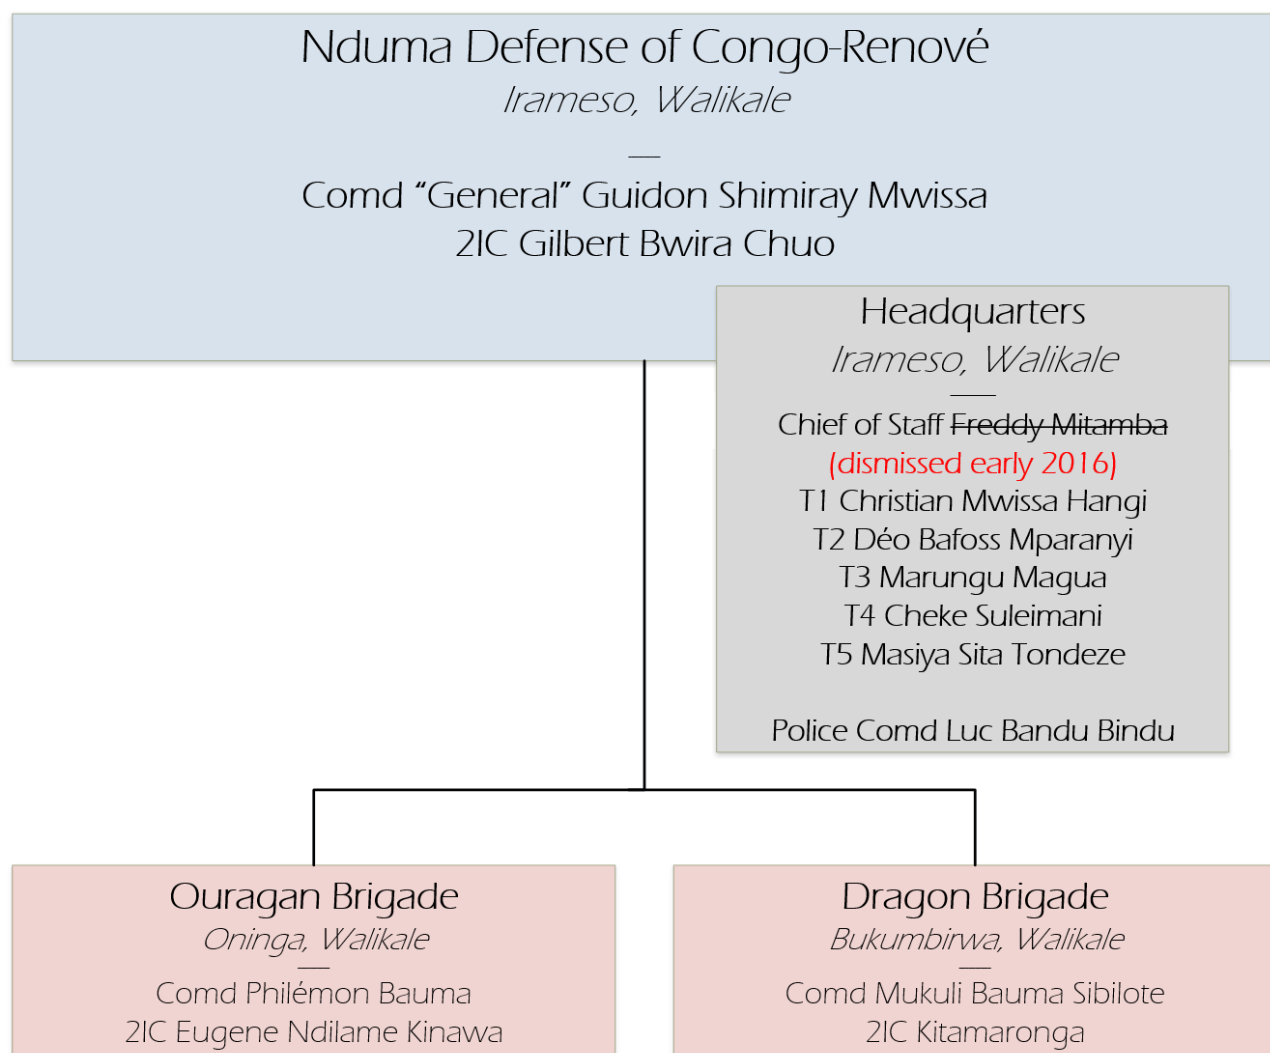 Nduma Defense of Congo-Renové
Irameso, Walikale
Comd “General” Guidon Shimiray Mwissa
2IC Gilbert Bwira Chuo
Headquarters
Irameso, Walikale
Chief of Staff Freddy Mitamba
(dismissed early 2016)
T1 Christian Mwissa Hangi
T2 Déo Bafoss Mparanyi
T3 Marungu Magua
T4 Cheke Suleimani
T5 Masiya Sita Tondeze
Police Comd Luc Bandu Bindu
Ouragan Brigade
Oninga, Walikale
Comd Philémon Bauma
2IC Eugene Ndilame Kinawa
Dragon Brigade
Bukumbirwa, Walikale
Comd Mukuli Bauma Sibilote
2IC Kitamaronga